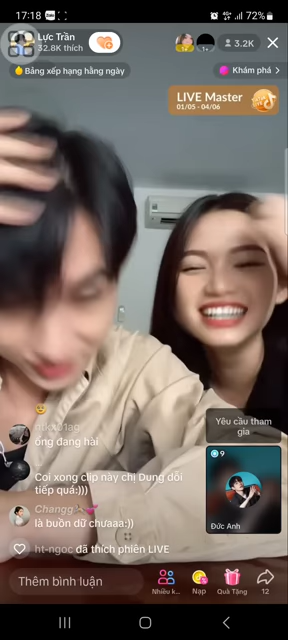 17:18
81%
Lực Trần
32.8K thích
3.2K
Bảng xếp hạng hằng ngày
Khám phá >
LIVE Master
01/05 - 04/06
ông đang hài
Coi xong clip này chị Dung dỗi
tiếp quá:)))
Changg
là buồn dữ chưaaa:))
ht-ngoc đã thích phiên LIVE
Yêu cầu tham
gia
9
Đức Anh
Thêm bình luận
Nhiều k...
Nạp
Quà Tặng
12